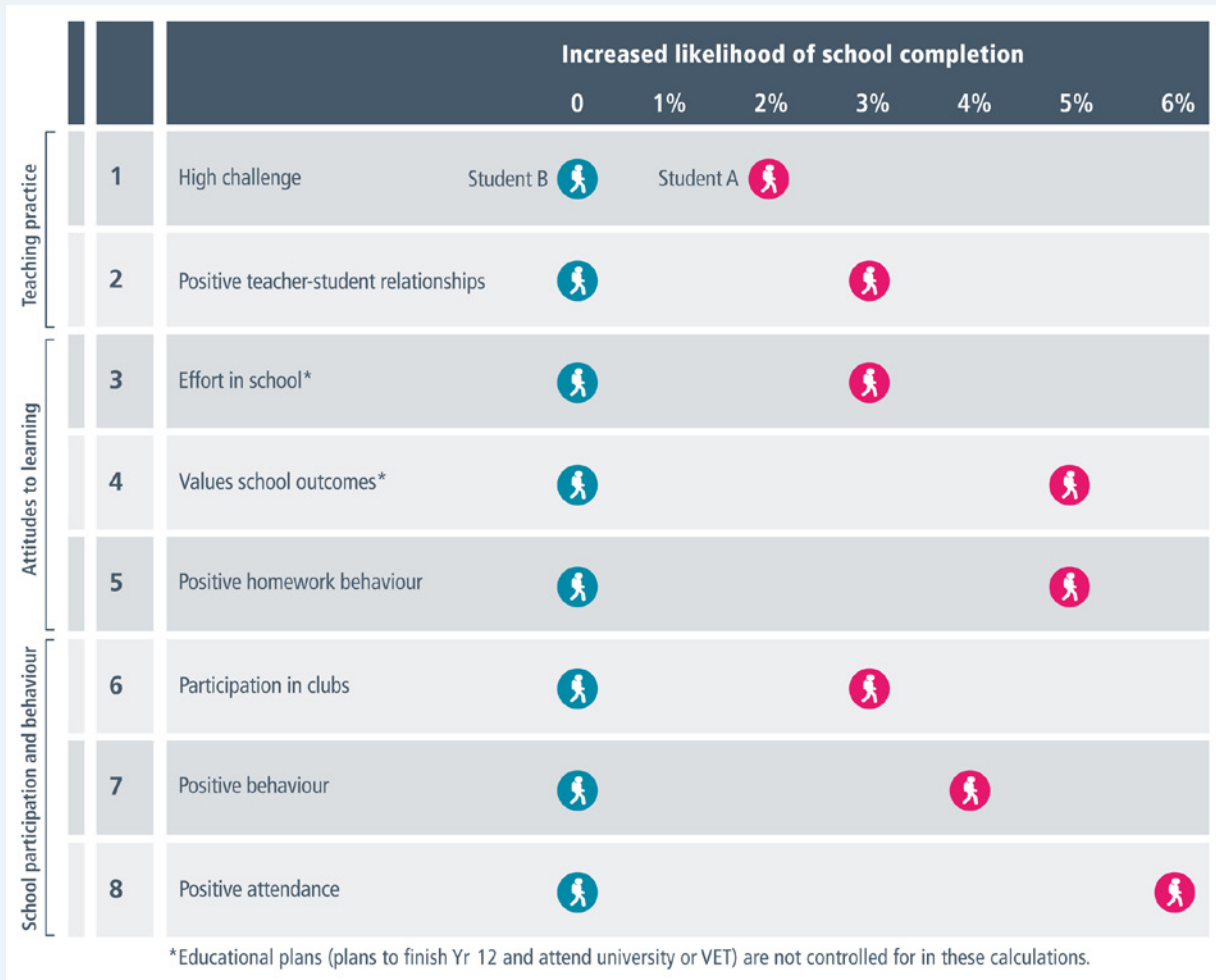 Increased likelihood of school completion
0 1% 2% 3% 4% 5% 6%
Teaching practice
1 High challenge Student B Student A
2 Positive teacher-student relationships
Attitudes to learning
3 Effort in school*
4 Values school outcomes*
5 Positive homework behaviour
School participation and behaviour
6 Participation in clubs
7 Positive behaviour
8 Positive attendance
*Educational plans (plans to finish Yr 12 and attend university or VET) are not controlled for in these calculations.